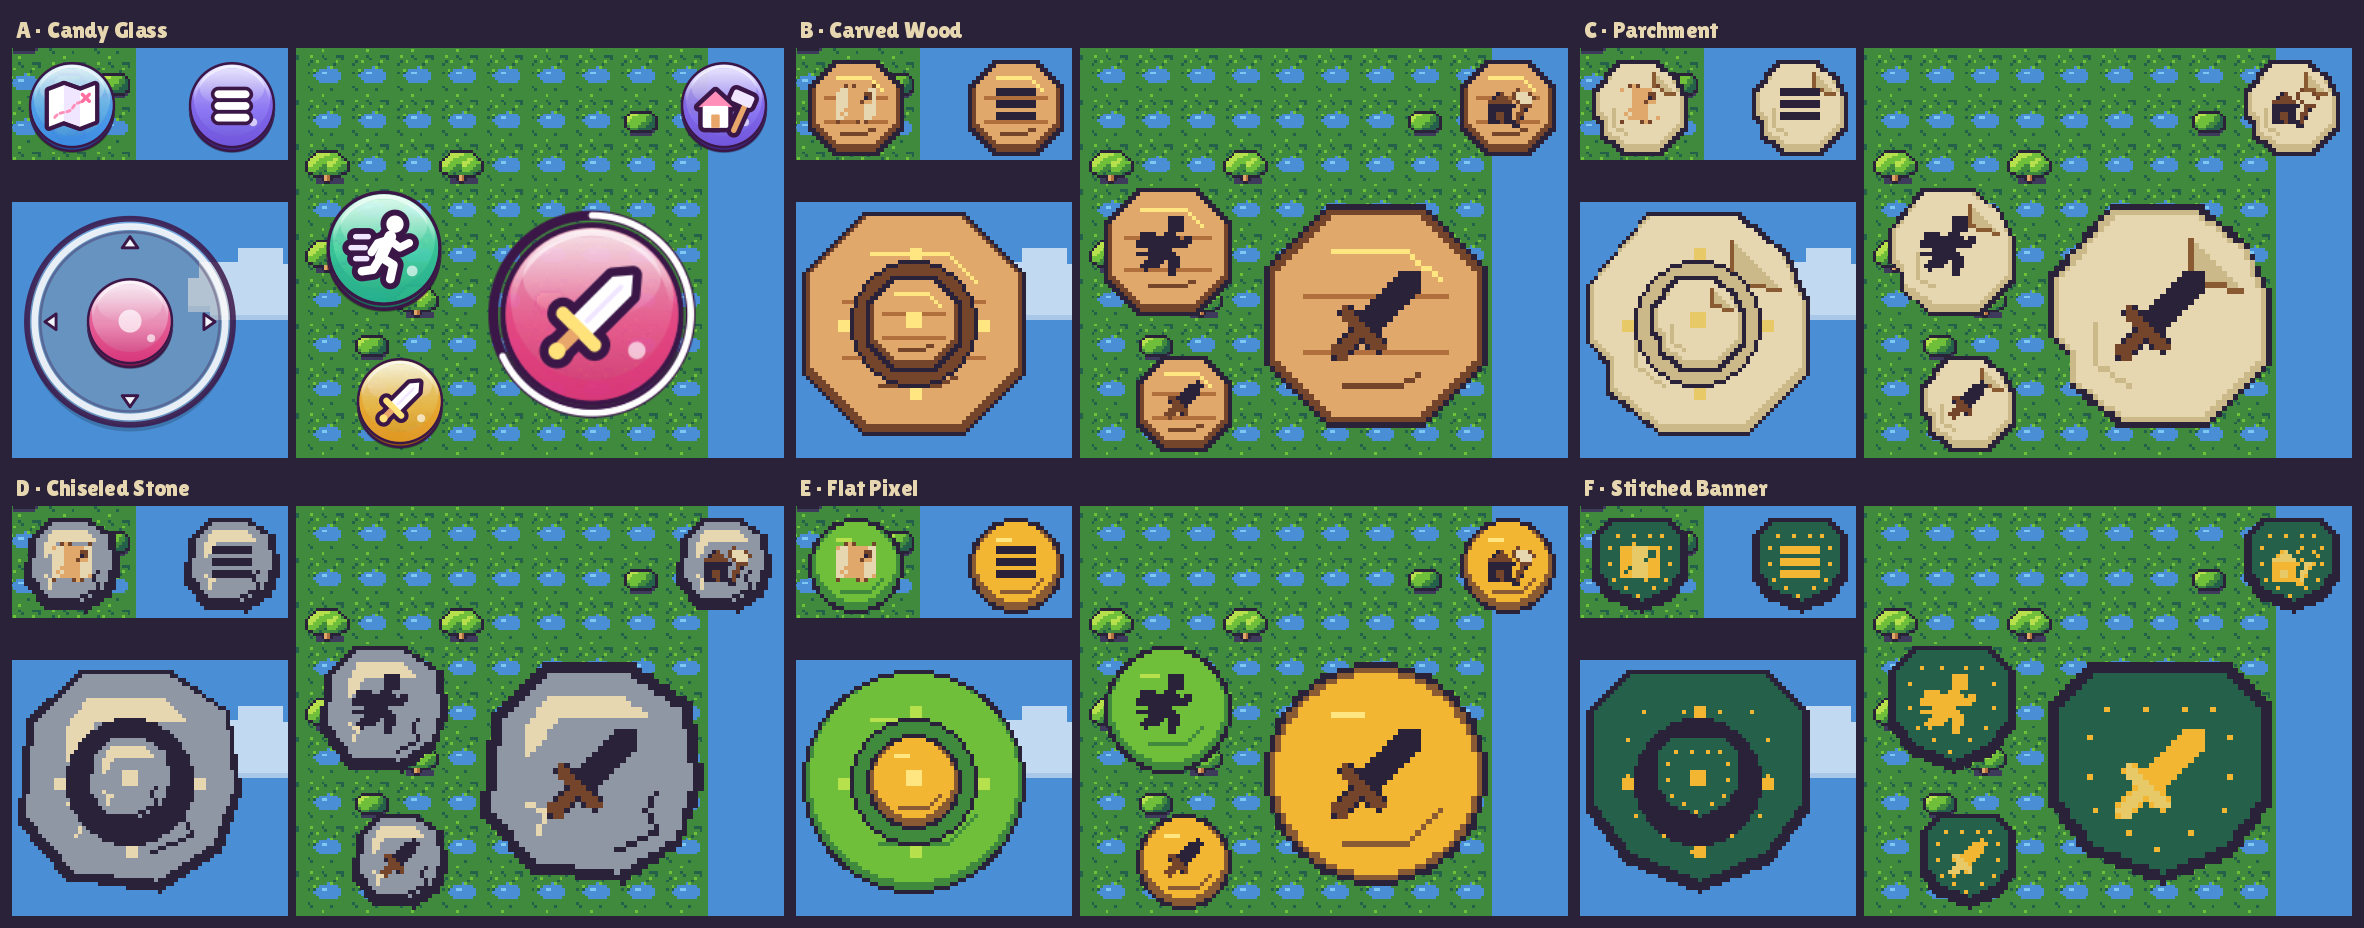 A · Candy Glass
B · Carved Wood
C · Parchment
D · Chiseled Stone
E · Flat Pixel
F · Stitched Banner